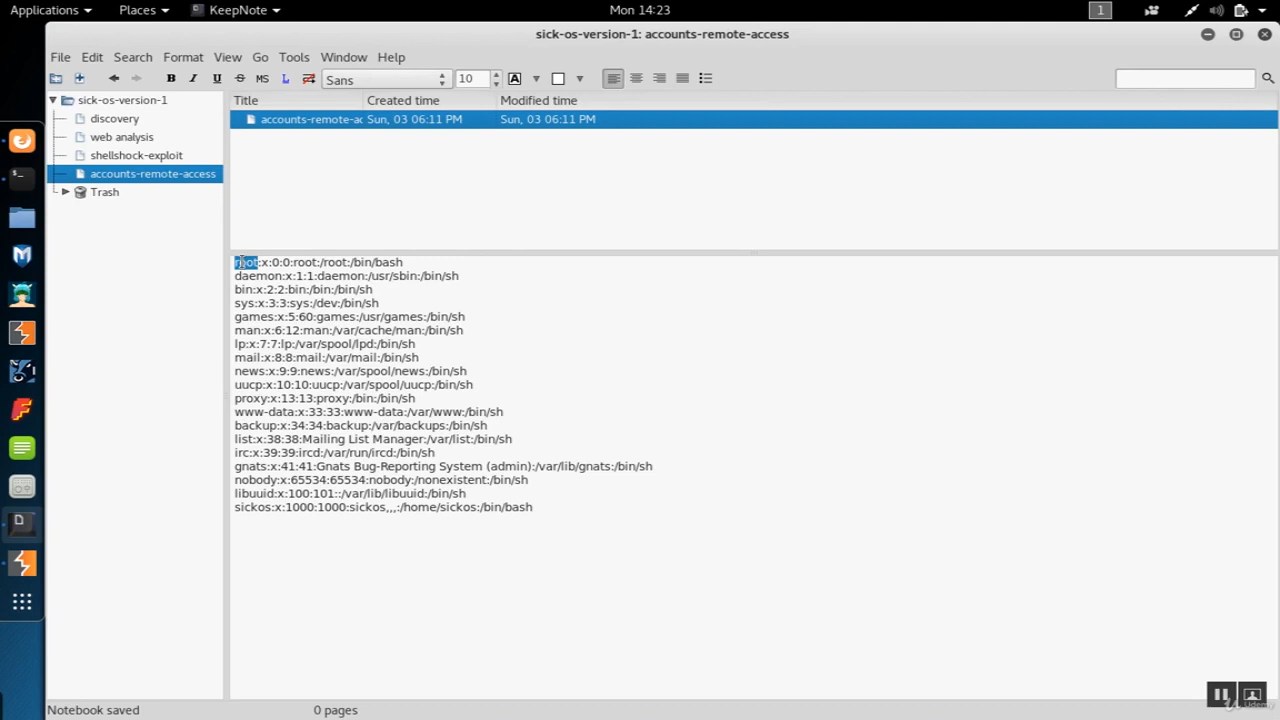 Applications Places KeepNote Mon 14:23 1
sick-os-version-1: accounts-remote-access
File Edit Search Format View Go Tools Window Help
B I U S MS L Sans 10 A
sick-os-version-1
discovery
web analysis
shellshock-exploit
accounts-remote-access
Trash
Title Created time Modified time
accounts-remote-ac Sun, 03 06:11 PM Sun, 03 06:11 PM
root:x:0:0:root:/root:/bin/bash
daemon:x:1:1:daemon:/usr/sbin:/bin/sh
bin:x:2:2:bin:/bin:/bin/sh
sys:x:3:3:sys:/dev:/bin/sh
games:x:5:60:games:/usr/games:/bin/sh
man:x:6:12:man:/var/cache/man:/bin/sh
lp:x:7:7:lp:/var/spool/lpd:/bin/sh
mail:x:8:8:mail:/var/mail:/bin/sh
news:x:9:9:news:/var/spool/news:/bin/sh
uucp:x:10:10:uucp:/var/spool/uucp:/bin/sh
proxy:x:13:13:proxy:/bin:/bin/sh
www-data:x:33:33:www-data:/var/www:/bin/sh
backup:x:34:34:backup:/var/backups:/bin/sh
list:x:38:38:Mailing List Manager:/var/list:/bin/sh
irc:x:39:39:ircd:/var/run/ircd:/bin/sh
gnats:x:41:41:Gnats Bug-Reporting System (admin):/var/lib/gnats:/bin/sh
nobody:x:65534:65534:nobody:/nonexistent:/bin/sh
libuuid:x:100:101::/var/lib/libuuid:/bin/sh
sickos:x:1000:1000:sickos,,,:/home/sickos:/bin/bash
Notebook saved 0 pages
Udemy